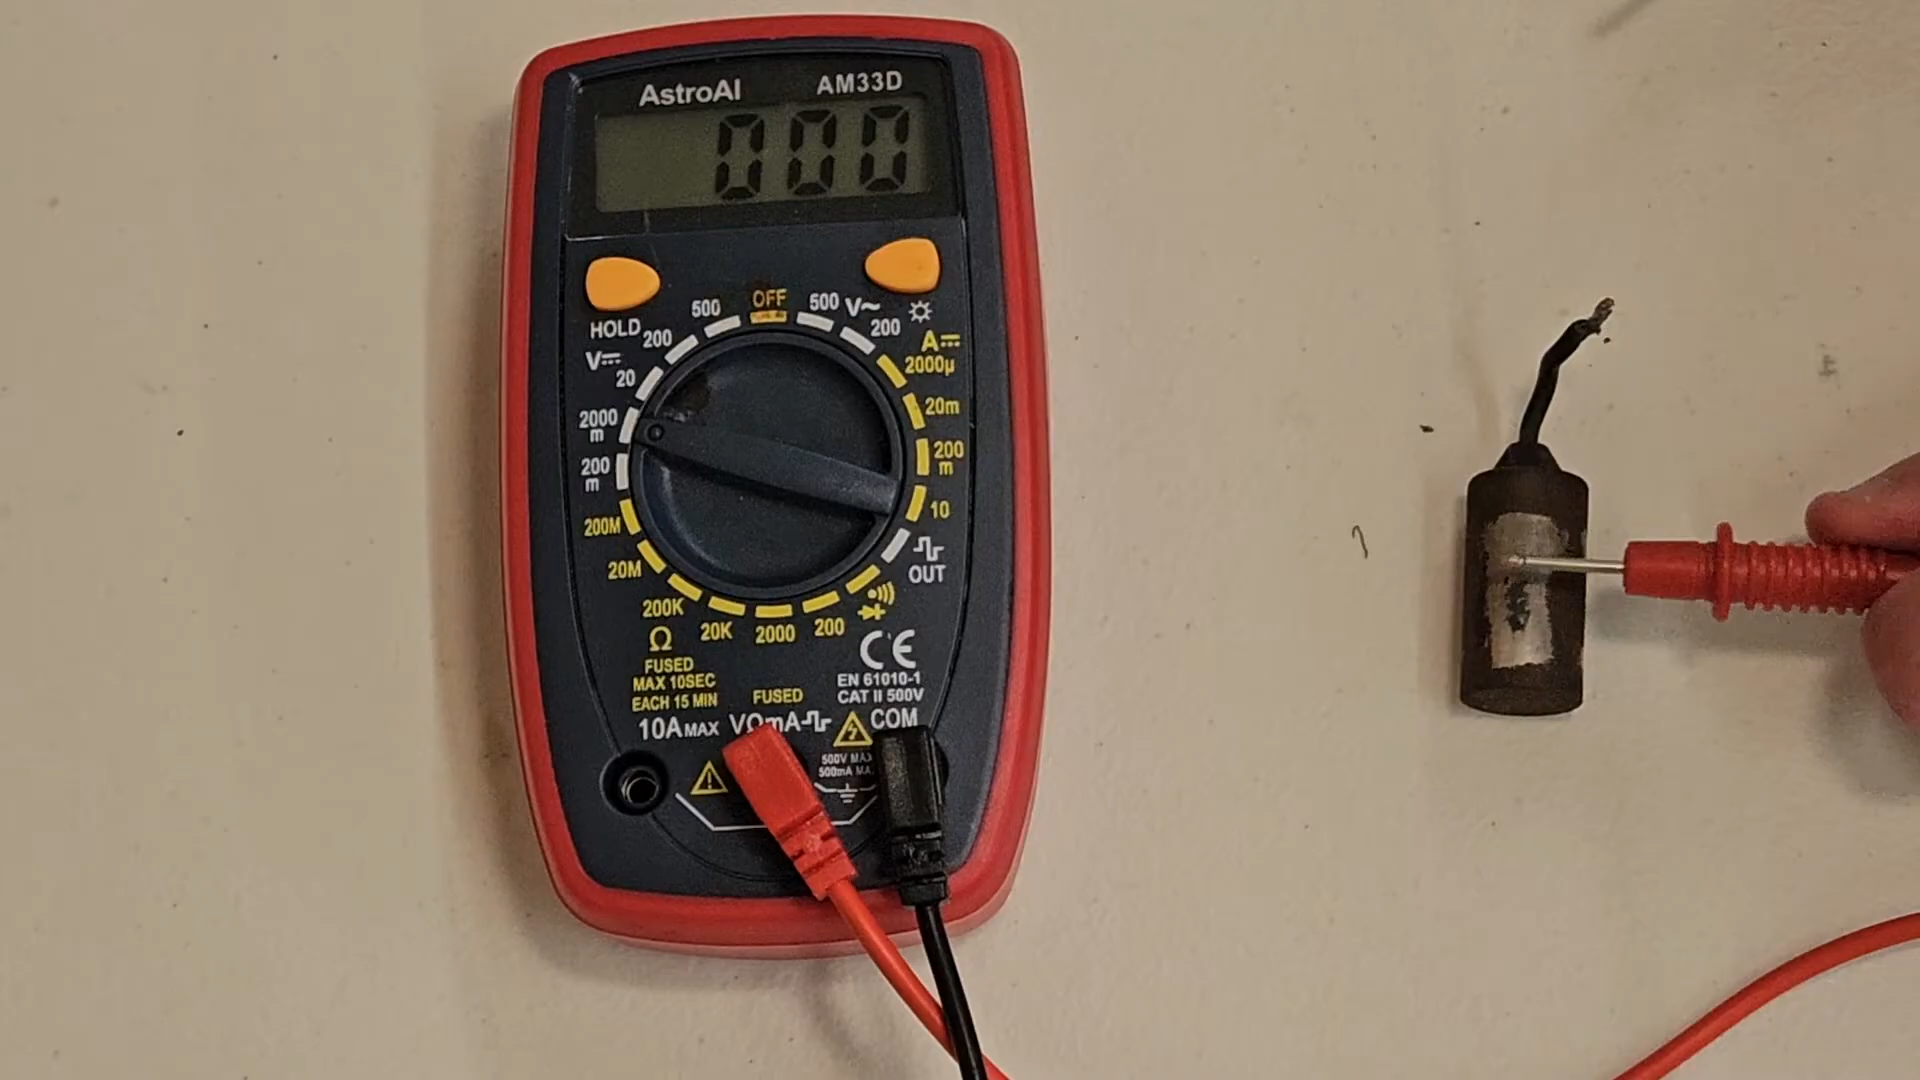 AstroAI AM33D
000
HOLD
OFF
500
200
V⎓
20
2000
m
200
m
500
V~
200
A⎓
2000µ
20m
200
m
10
OUT
200M
20M
200K
20K
2000
200
Ω
FUSED
MAX 10SEC
EACH 15 MIN
10A MAX
FUSED
VΩmA
CE
EN 61010-1
CAT II 500V
COM
500V MAX
500mA